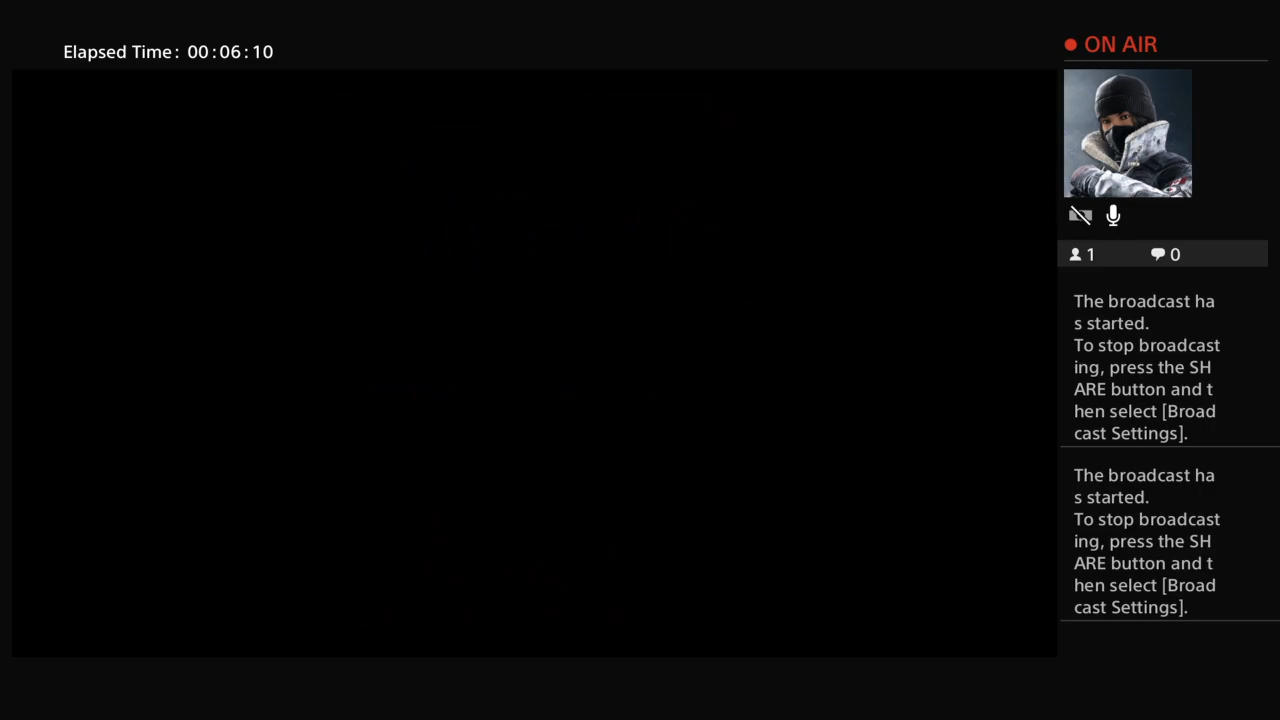 Elapsed Time: 00:06:10
ON AIR
1 0
The broadcast ha
s started.
To stop broadcast
ing, press the SH
ARE button and t
hen select [Broad
cast Settings].
The broadcast ha
s started.
To stop broadcast
ing, press the SH
ARE button and t
hen select [Broad
cast Settings].